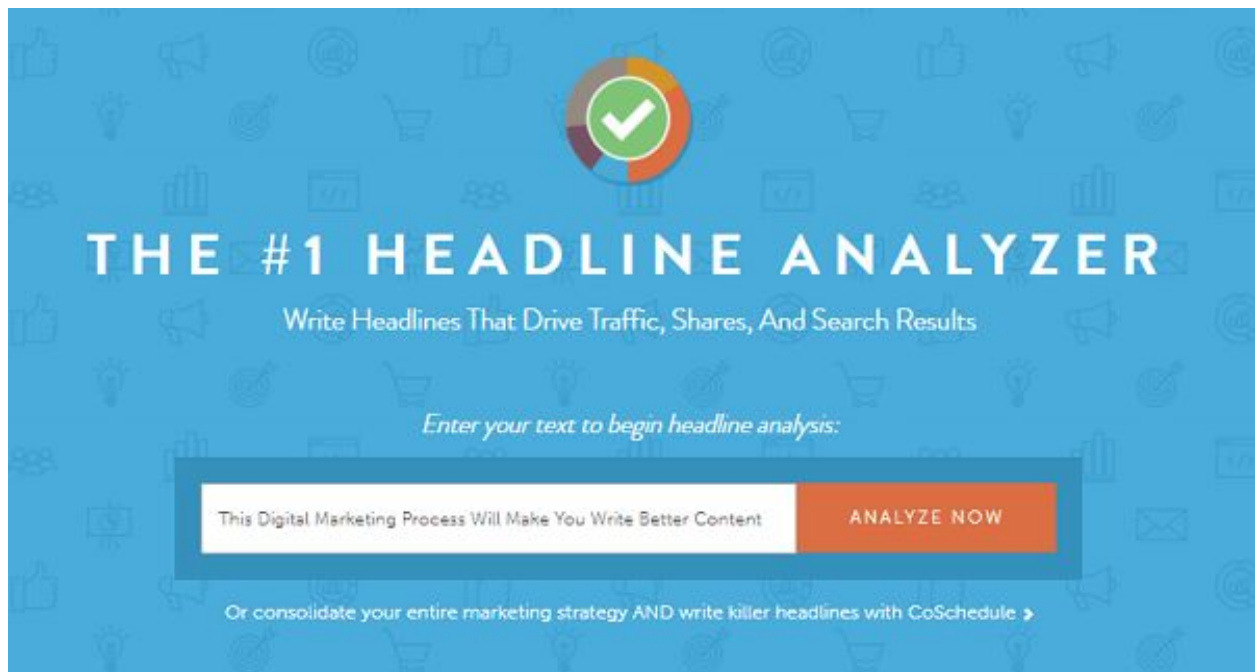 THE #1 HEADLINE ANALYZER
Write Headlines That Drive Traffic, Shares, And Search Results
Enter your text to begin headline analysis:
This Digital Marketing Process Will Make You Write Better Content
ANALYZE NOW
Or consolidate your entire marketing strategy AND write killer headlines with CoSchedule >